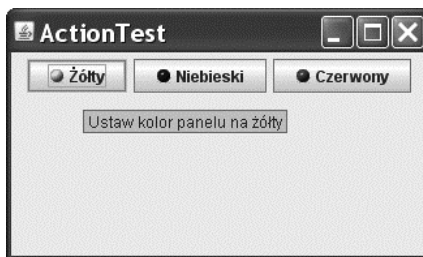 ActionTest
Żółty Niebieski Czerwony
Ustaw kolor panelu na żółty